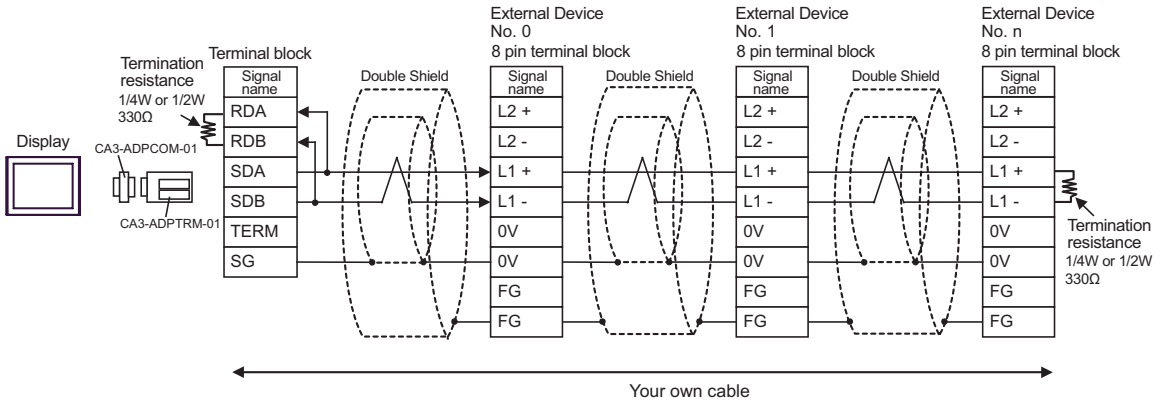 External Device
No. 0
8 pin terminal block
External Device
No. 1
8 pin terminal block
External Device
No. n
8 pin terminal block
Display
CA3-ADPCOM-01
CA3-ADPTRM-01
Termination
resistance
1/4W or 1/2W
330Ω
Terminal block
Signal
name
RDA
RDB
SDA
SDB
TERM
SG
Double Shield
Signal
name
L2 +
L2 -
L1 +
L1 -
0V
0V
FG
FG
Double Shield
Signal
name
L2 +
L2 -
L1 +
L1 -
0V
0V
FG
FG
Double Shield
Signal
name
L2 +
L2 -
L1 +
L1 -
0V
0V
FG
FG
Termination
resistance
1/4W or 1/2W
330Ω
Your own cable